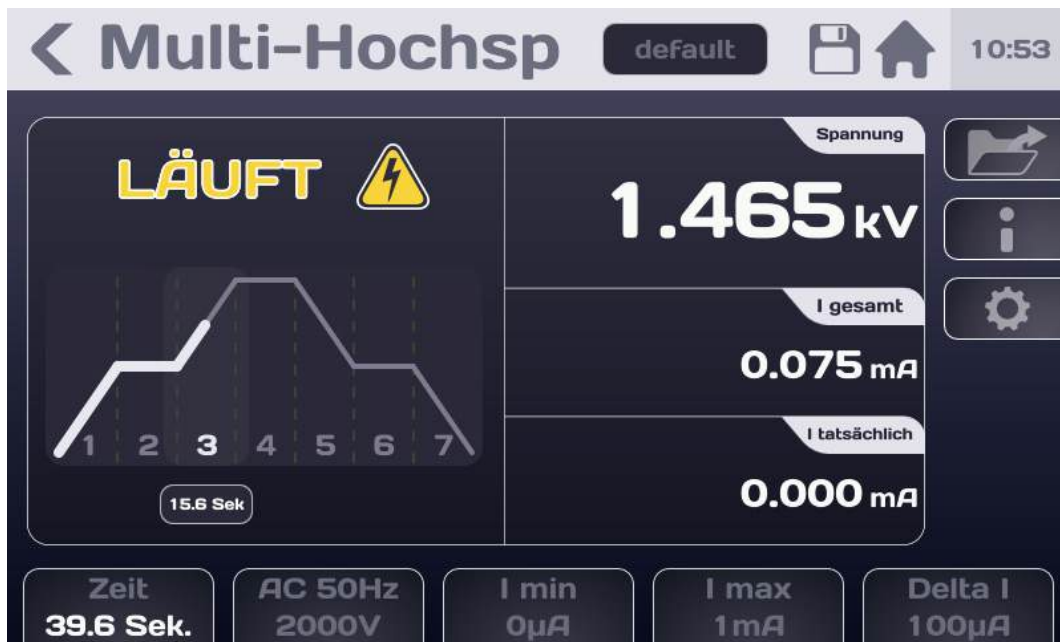 Multi-Hochsp default 10:53
LÄUFT
Spannung
1.465 kV
I gesamt
0.075 mA
I tatsächlich
0.000 mA
1 2 3 4 5 6 7
15.6 Sek
Zeit
39.6 Sek.
AC 50Hz
2000V
I min
0µA
I max
1mA
Delta I
100µA